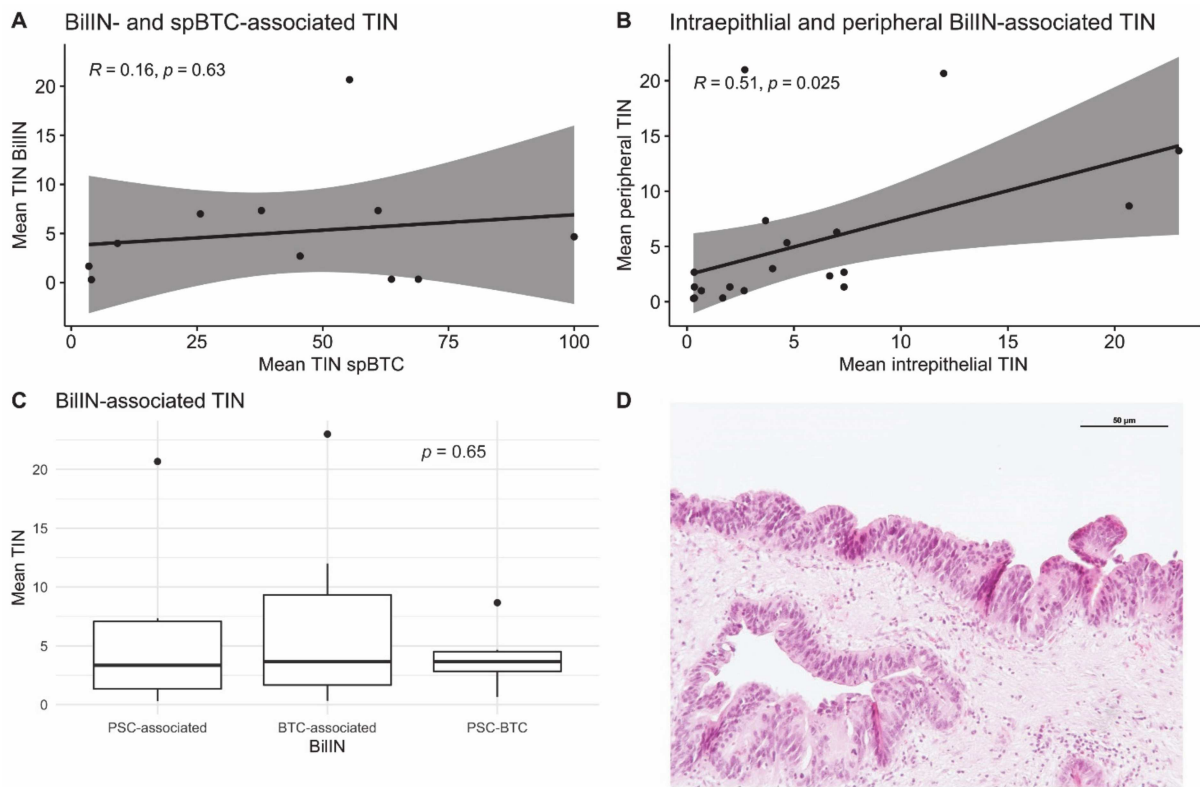 A BilIN- and spBTC-associated TIN
R = 0.16, p = 0.63
20
15
10
5
0
Mean TIN BilIN
0 25 50 75 100
Mean TIN spBTC
B Intraepithlial and peripheral BilIN-associated TIN
R = 0.51, p = 0.025
20
15
10
5
0
Mean peripheral TIN
0 5 10 15 20
Mean intrepithelial TIN
C BilIN-associated TIN
p = 0.65
20
15
10
5
0
Mean TIN
PSC-associated BTC-associated PSC-BTC
BilIN
D
50 µm